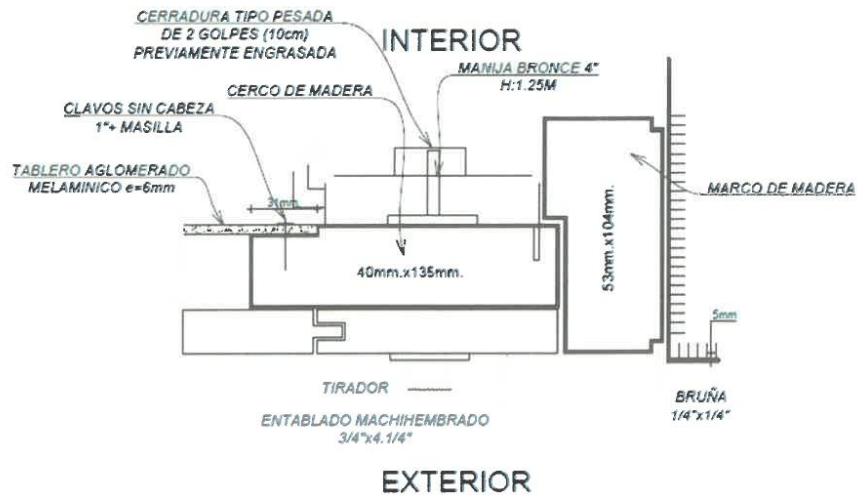 CERRADURA TIPO PESADA
DE 2 GOLPES (10cm)
PREVIAMENTE ENGRASADA
INTERIOR
MANIJA BRONCE 4"
H:1.25M
CERCO DE MADERA
CLAVOS SIN CABEZA
1"+ MASILLA
TABLERO AGLOMERADO
MELAMINICO e=6mm
31mm.
MARCO DE MADERA
40mm.x135mm.
53mm.x104mm.
5mm
TIRADOR
ENTABLADO MACHIHEMBRADO
3/4"x4.1/4"
BRUÑA
1/4"x1/4"
EXTERIOR